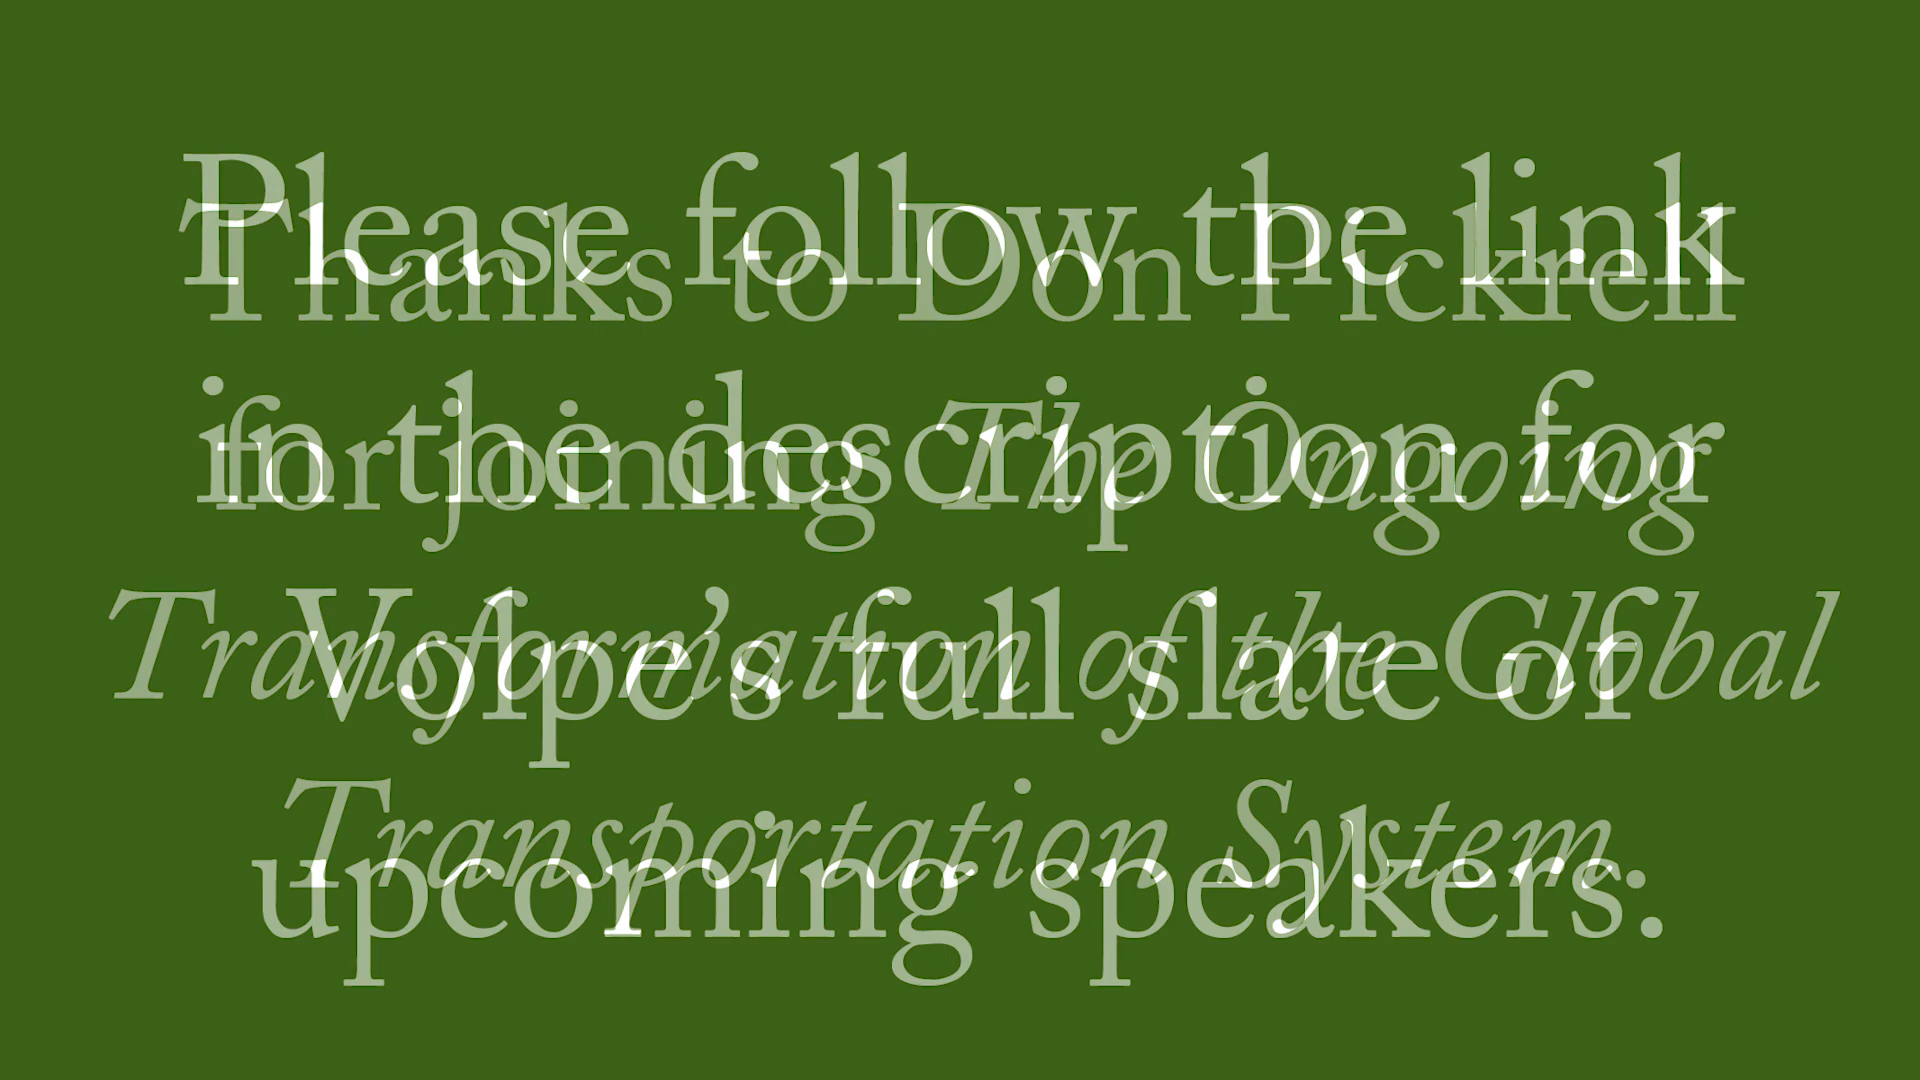 Please follow the link
in the description for
Volpe's full slate of
upcoming speakers:
Thanks to Don Pickrell
for joining The Ongoing
Transformation of the Global
Transportation System